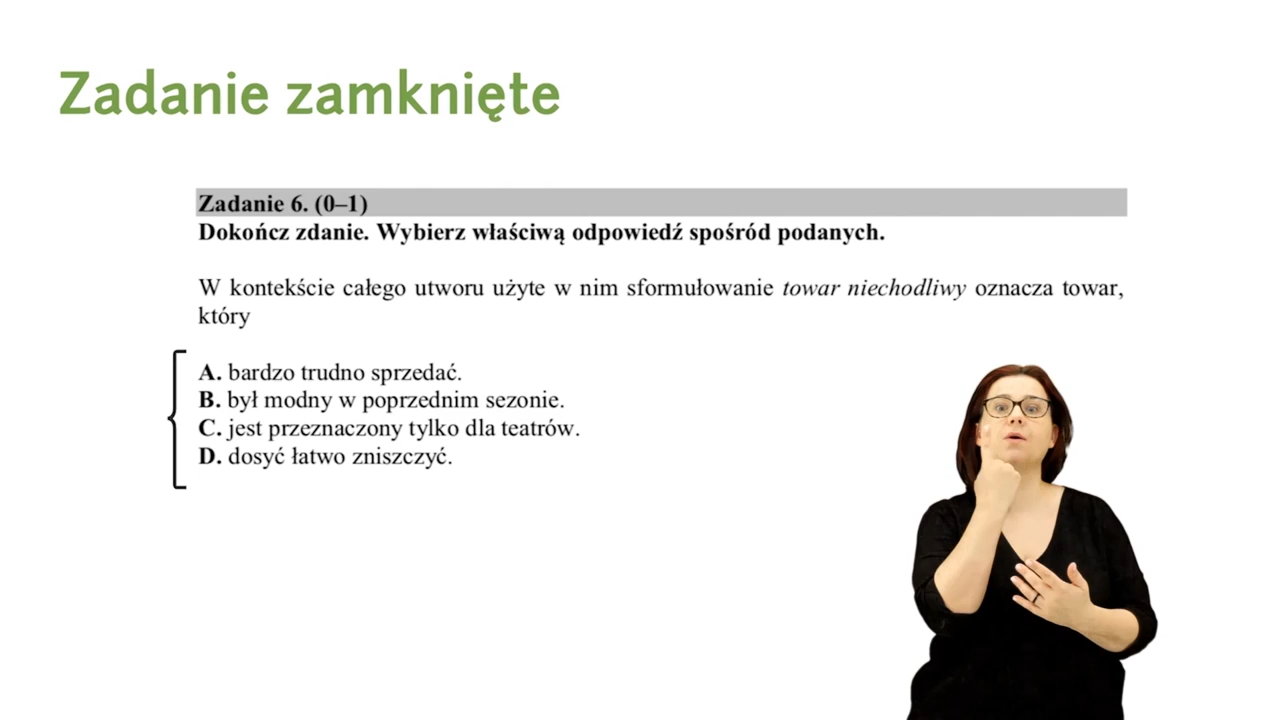 Zadanie zamknięte
Zadanie 6. (0–1)
Dokończ zdanie. Wybierz właściwą odpowiedź spośród podanych.
W kontekście całego utworu użyte w nim sformułowanie towar niechodliwy oznacza towar,
który
A. bardzo trudno sprzedać.
B. był modny w poprzednim sezonie.
C. jest przeznaczony tylko dla teatrów.
D. dosyć łatwo zniszczyć.